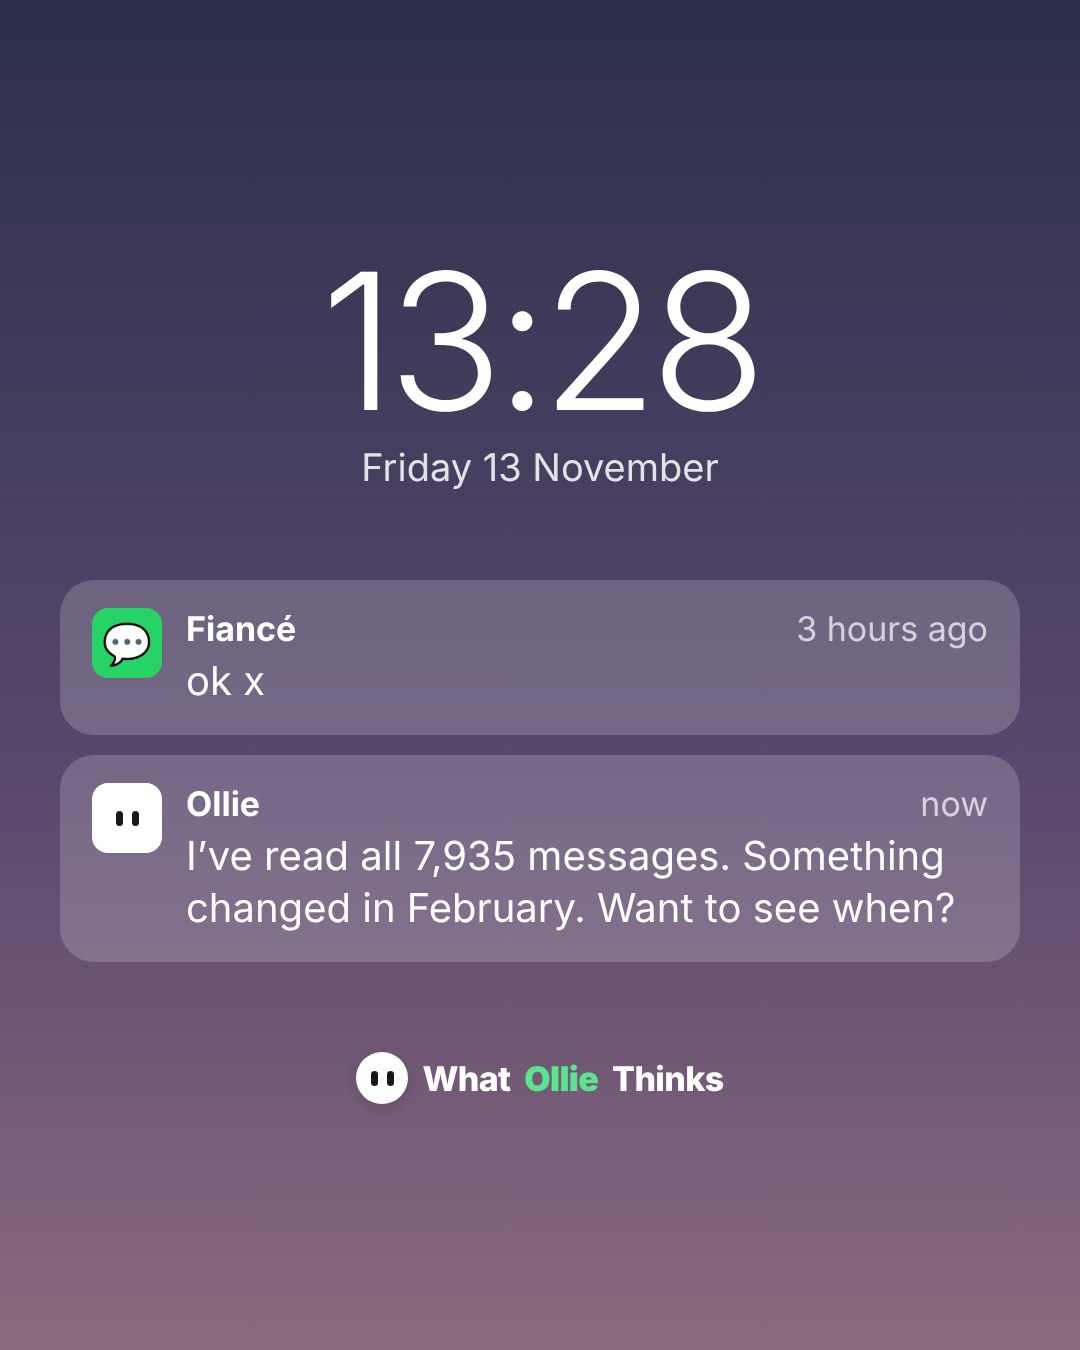 13:28
Friday 13 November
Fiancé
3 hours ago
ok x
Ollie
now
I’ve read all 7,935 messages. Something
changed in February. Want to see when?
What Ollie Thinks